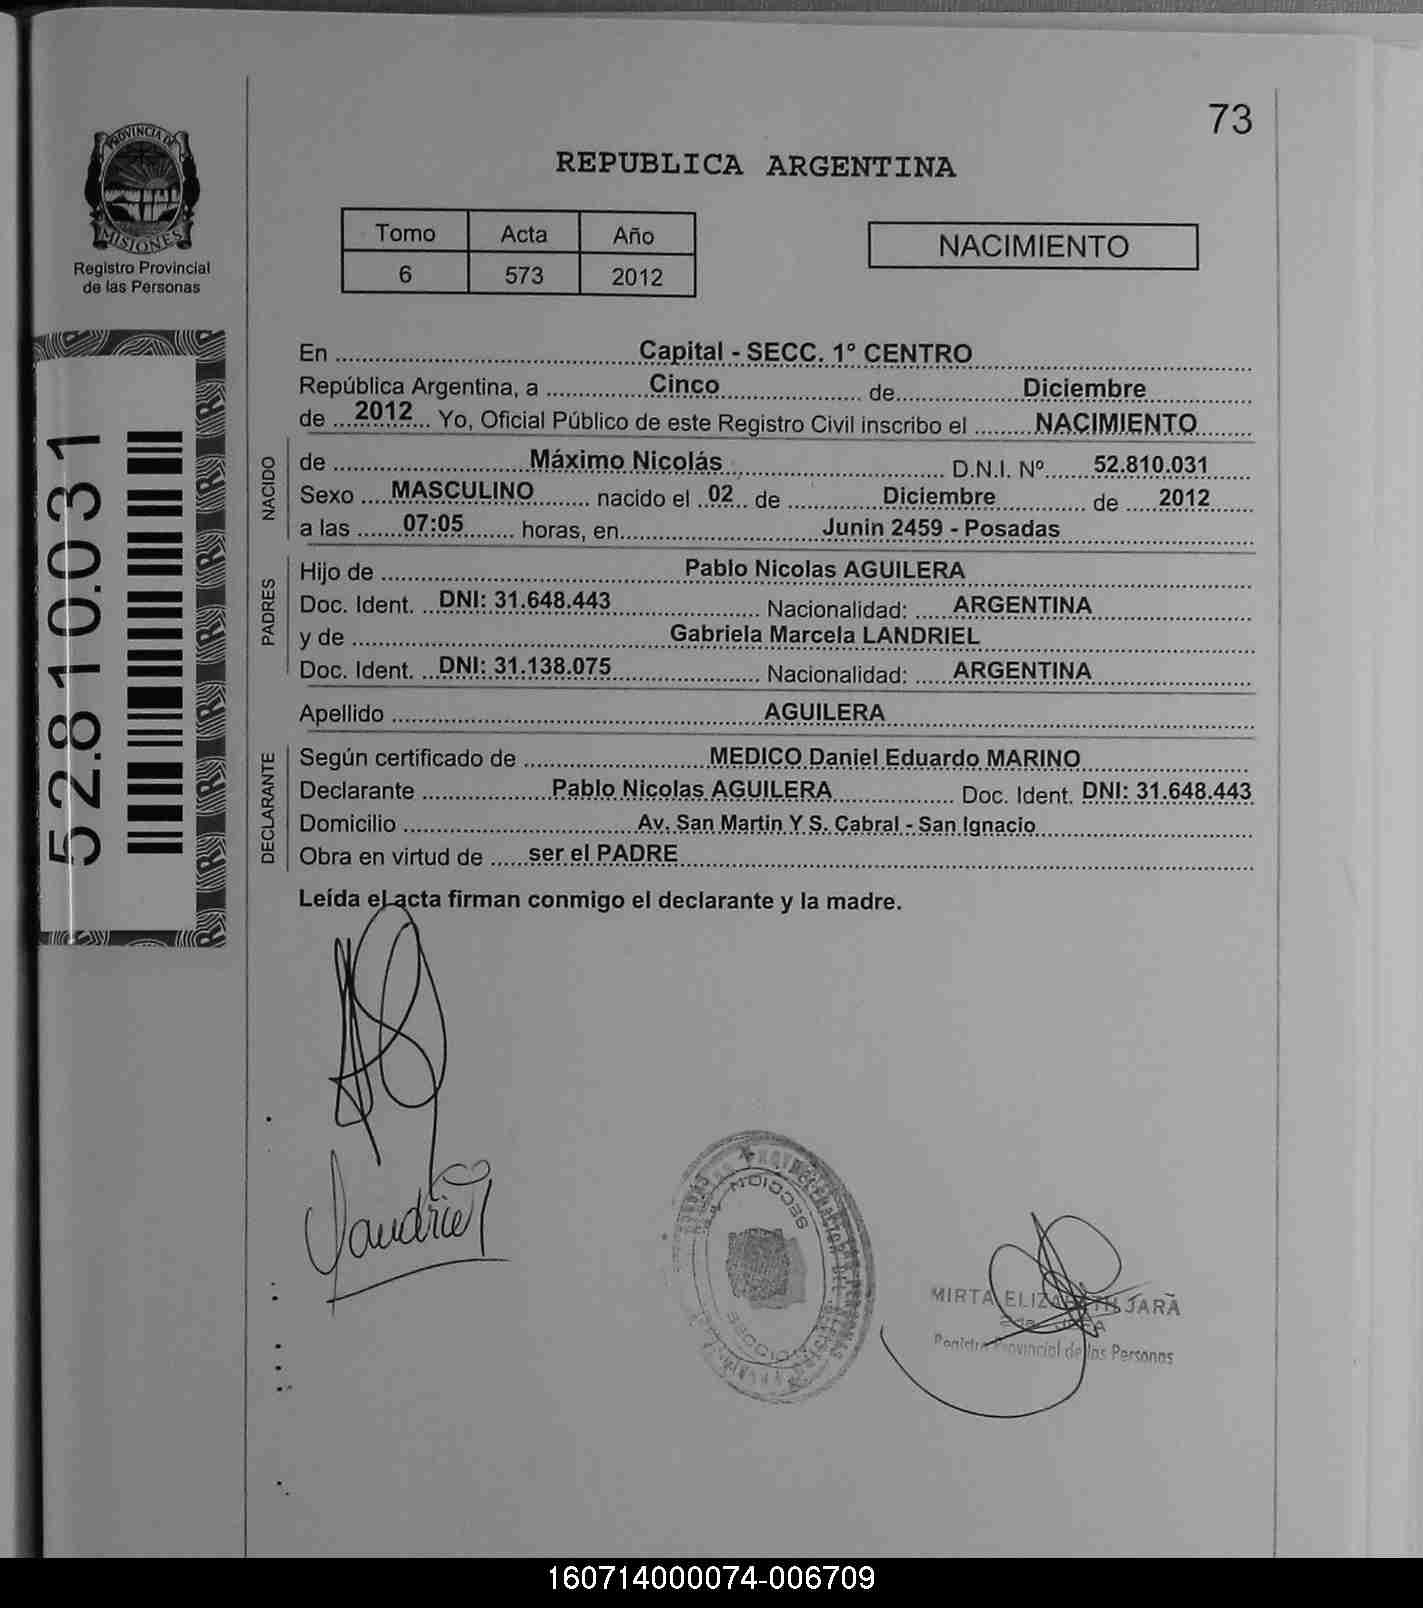 73
PROVINCIA DE
MISIONES
Registro Provincial
de las Personas
REPUBLICA ARGENTINA
Tomo Acta Año
6 573 2012
NACIMIENTO
52.810.031
En Capital - SECC. 1° CENTRO
República Argentina, a Cinco de Diciembre
de 2012 Yo, Oficial Público de este Registro Civil inscribo el NACIMIENTO
NACIDO
de Máximo Nicolás D.N.I. Nº 52.810.031
Sexo MASCULINO nacido el 02 de Diciembre de 2012
a las 07:05 horas, en Junin 2459 - Posadas
PADRES
Hijo de Pablo Nicolas AGUILERA
Doc. Ident. DNI: 31.648.443 Nacionalidad: ARGENTINA
y de Gabriela Marcela LANDRIEL
Doc. Ident. DNI: 31.138.075 Nacionalidad: ARGENTINA
Apellido AGUILERA
DECLARANTE
Según certificado de MEDICO Daniel Eduardo MARINO
Declarante Pablo Nicolas AGUILERA Doc. Ident. DNI: 31.648.443
Domicilio Av. San Martin Y S. Cabral - San Ignacio
Obra en virtud de ser el PADRE
Leída el acta firman conmigo el declarante y la madre.
Landriel
SECCION
SECCION
MIRTA ELIZABETH JARA
Registro Provincial de las Personas
160714000074-006709